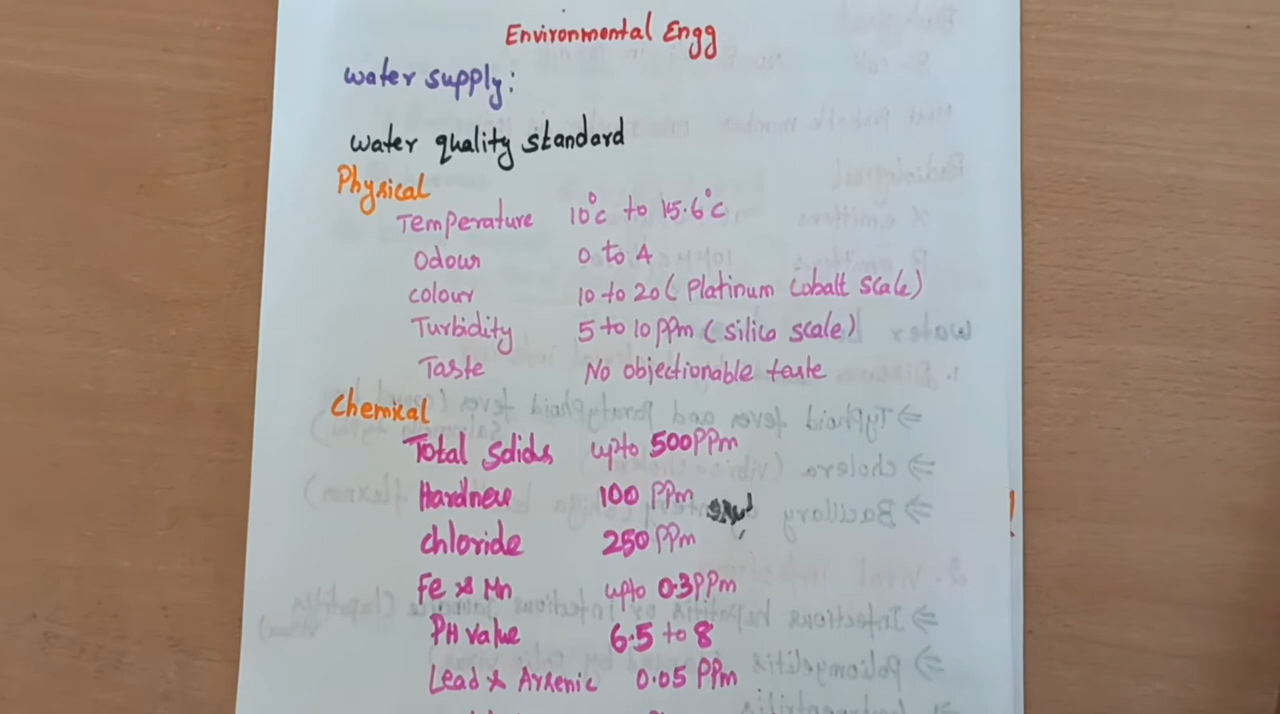 Environmental Engg
water supply:
water quality standard
Physical
Temperature 10°c to 15.6°c
Odour 0 to 4
colour 10 to 20 ( Platinum Cobalt Scale)
Turbidity 5 to 10 ppm ( silica scale)
Taste No objectionable taste
Chemical
Total Solids upto 500PPm
Hardness 100 PPm
chloride 250 PPm
Fe & Mn upto 0.3PPm
PH value 6.5 to 8
Lead & Arsenic 0.05 PPm